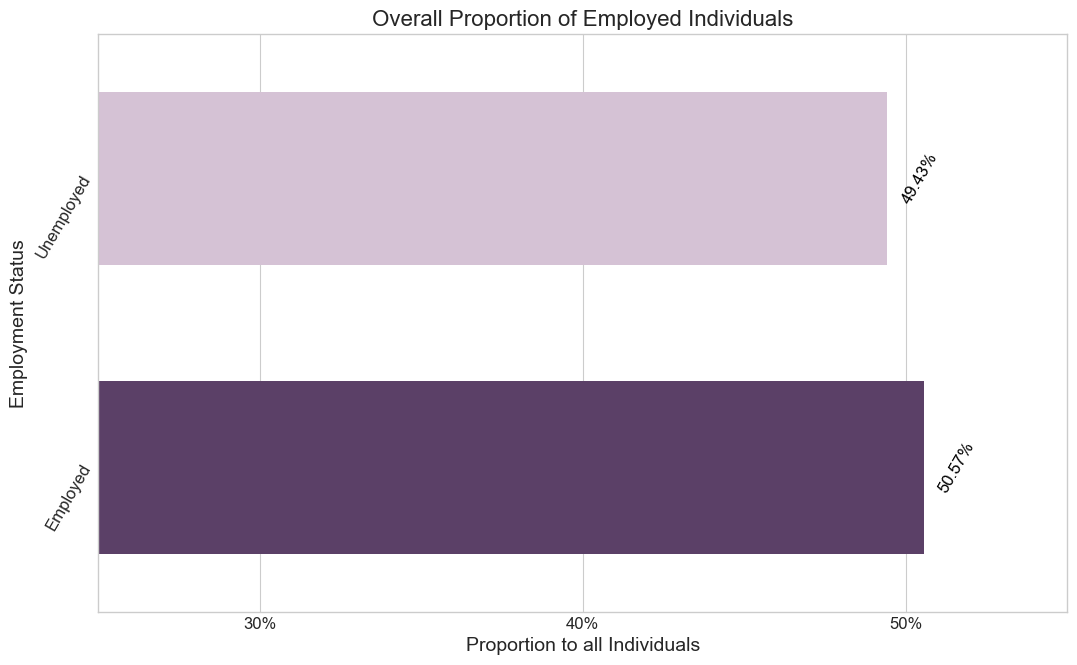 Overall Proportion of Employed Individuals
Employment Status
Unemployed
49.43%
Employed
50.57%
30%
40%
50%
Proportion to all Individuals